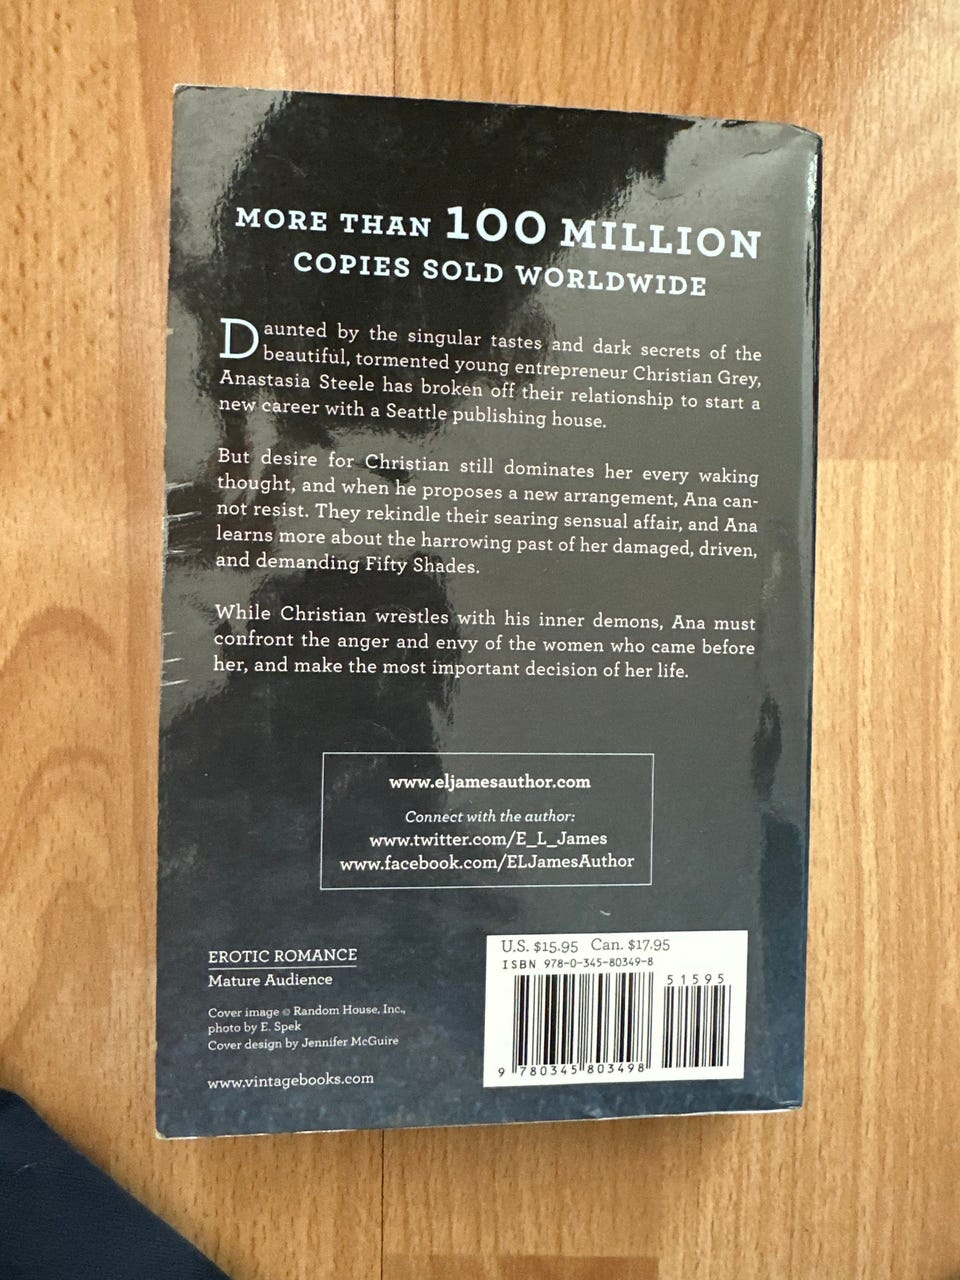 MORE THAN 100 MILLION
COPIES SOLD WORLDWIDE
Daunted by the singular tastes and dark secrets of the
beautiful, tormented young entrepreneur Christian Grey,
Anastasia Steele has broken off their relationship to start a
new career with a Seattle publishing house.
But desire for Christian still dominates her every waking
thought, and when he proposes a new arrangement, Ana can-
not resist. They rekindle their searing sensual affair, and Ana
learns more about the harrowing past of her damaged, driven,
and demanding Fifty Shades.
While Christian wrestles with his inner demons, Ana must
confront the anger and envy of the women who came before
her, and make the most important decision of her life.
www.eljamesauthor.com
Connect with the author:
www.twitter.com/E_L_James
www.facebook.com/ELJamesAuthor
EROTIC ROMANCE
Mature Audience
Cover image © Random House, Inc.,
photo by E. Spek
Cover design by Jennifer McGuire
www.vintagebooks.com
U.S. $15.95 Can. $17.95
ISBN 978-0-345-80349-8
51595
9 780345 803498